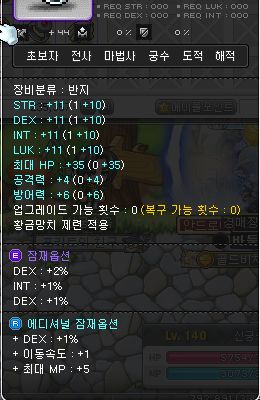 REQ STR : 000 REQ LUK : 000
REQ DEX : 000 REQ INT : 000
+ 44 0 % 0 %
초보자 전사 마법사 궁수 도적 해적
장비분류 : 반지
STR : +11 (1 +10)
DEX : +11 (1 +10)
INT : +11 (1 +10)
LUK : +11 (1 +10)
최대 HP : +35 (0 +35)
공격력 : +4 (0 +4)
방어력 : +6 (0 +6)
업그레이드 가능 횟수 : 0 (복구 가능 횟수 : 0)
황금망치 제련 적용
E 잠재옵션
DEX : +2%
INT : +1%
DEX : +1%
R 에디셔널 잠재옵션
+ DEX : +1%
+ 이동속도 : +1
+ 최대 MP : +5
Lv. 140
HP
MP